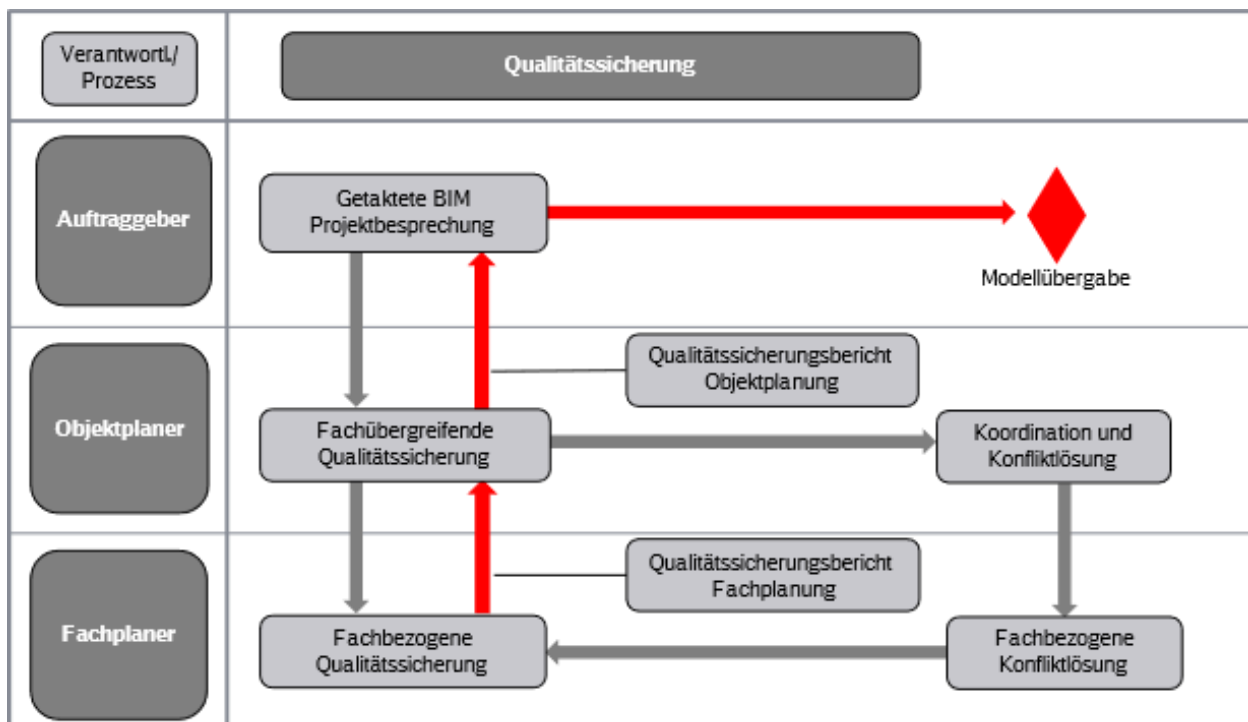 Verantwortl./
Prozess
Qualitätssicherung
Auftraggeber
Getaktete BIM
Projektbesprechung
Modellübergabe
Qualitätssicherungsbericht
Objektplanung
Objektplaner
Fachübergreifende
Qualitätssicherung
Koordination und
Konfliktlösung
Qualitätssicherungsbericht
Fachplanung
Fachplaner
Fachbezogene
Qualitätssicherung
Fachbezogene
Konfliktlösung